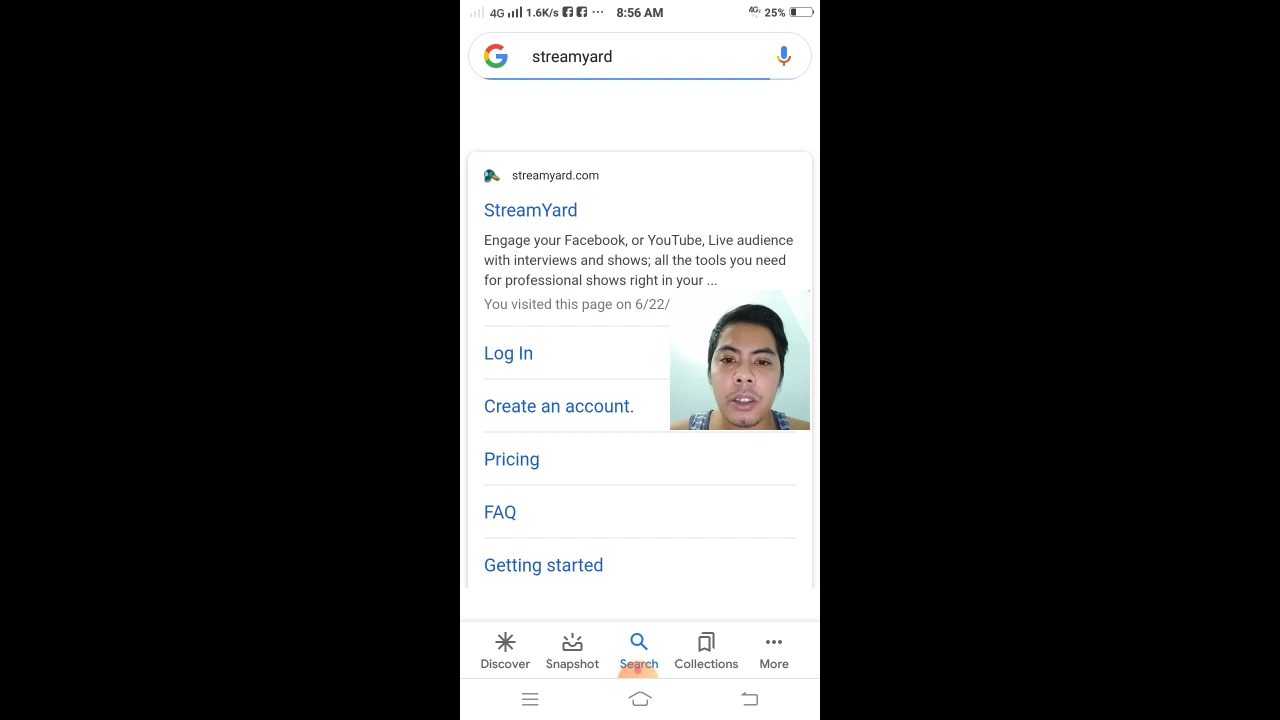 4G 1.6K/s ... 8:56 AM 4G 25%
streamyard
streamyard.com
StreamYard
Engage your Facebook, or YouTube, Live audience
with interviews and shows; all the tools you need
for professional shows right in your ...
You visited this page on 6/22/
Log In
Create an account.
Pricing
FAQ
Getting started
Discover Snapshot Search Collections More